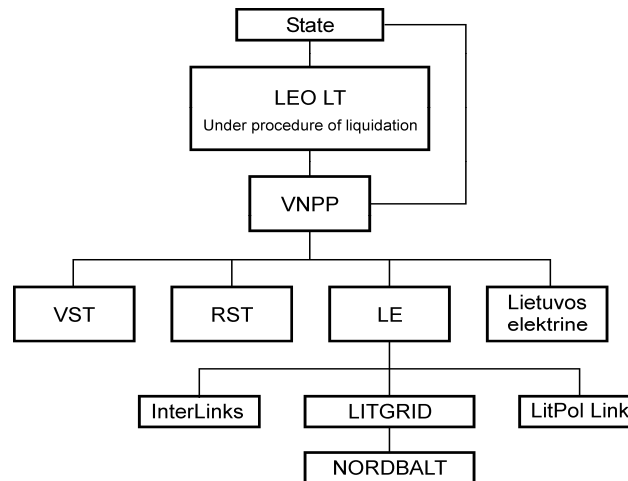 State
LEO LT
Under procedure of liquidation
VNPP
VST
RST
LE
Lietuvos
elektrine
InterLinks
LITGRID
LitPol Link
NORDBALT